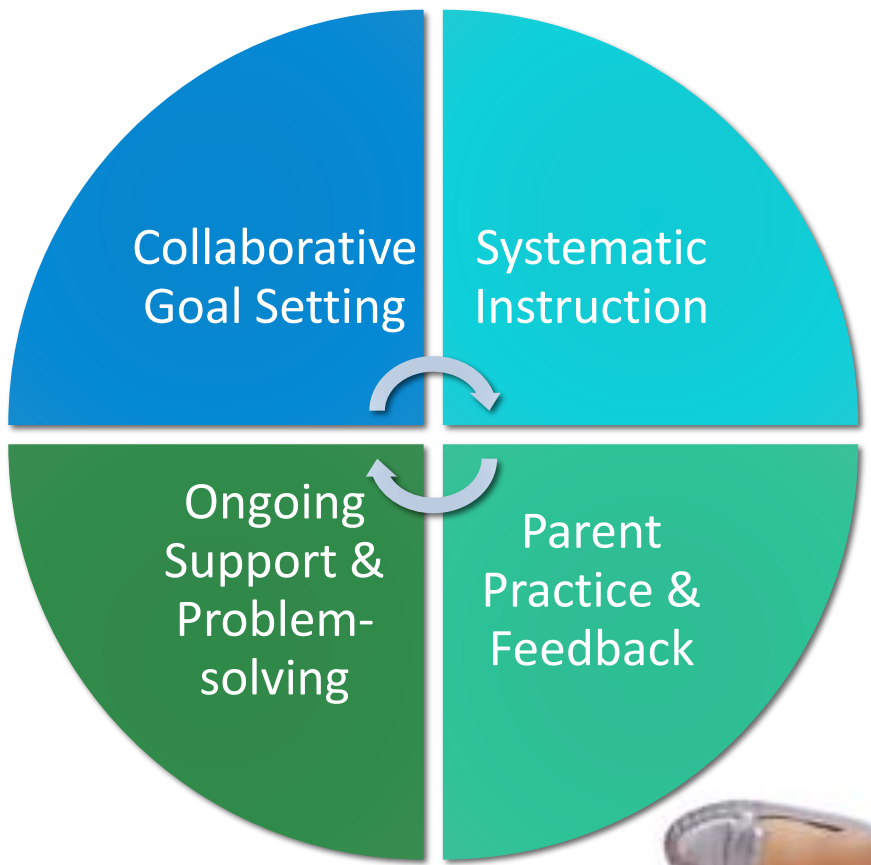 Collaborative
Goal Setting
Systematic
Instruction
Parent
Practice &
Feedback
Ongoing
Support &
Problem-
solving